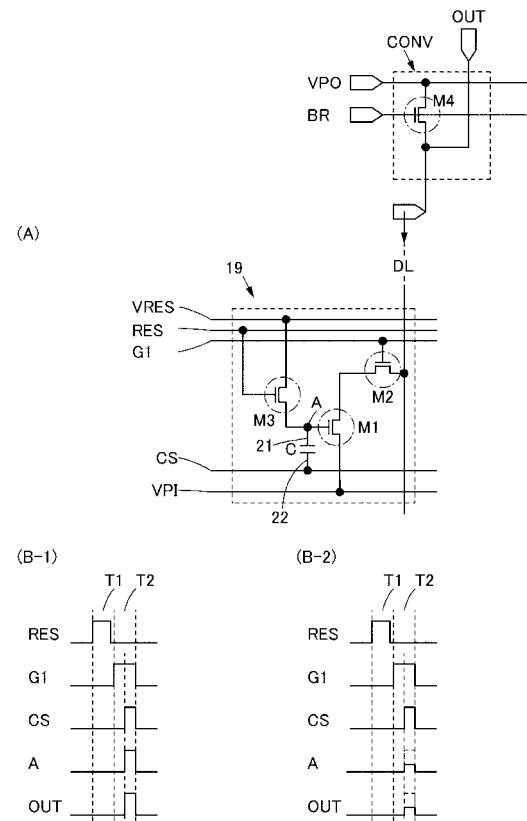 OUT
CONV
VPO
M4
BR
(A)
DL
19
VRES
RES
G1
M2
M3
A
M1
21
C
CS
VPI
22
(B-1)
T1 T2
RES
G1
CS
A
OUT
(B-2)
T1 T2
RES
G1
CS
A
OUT